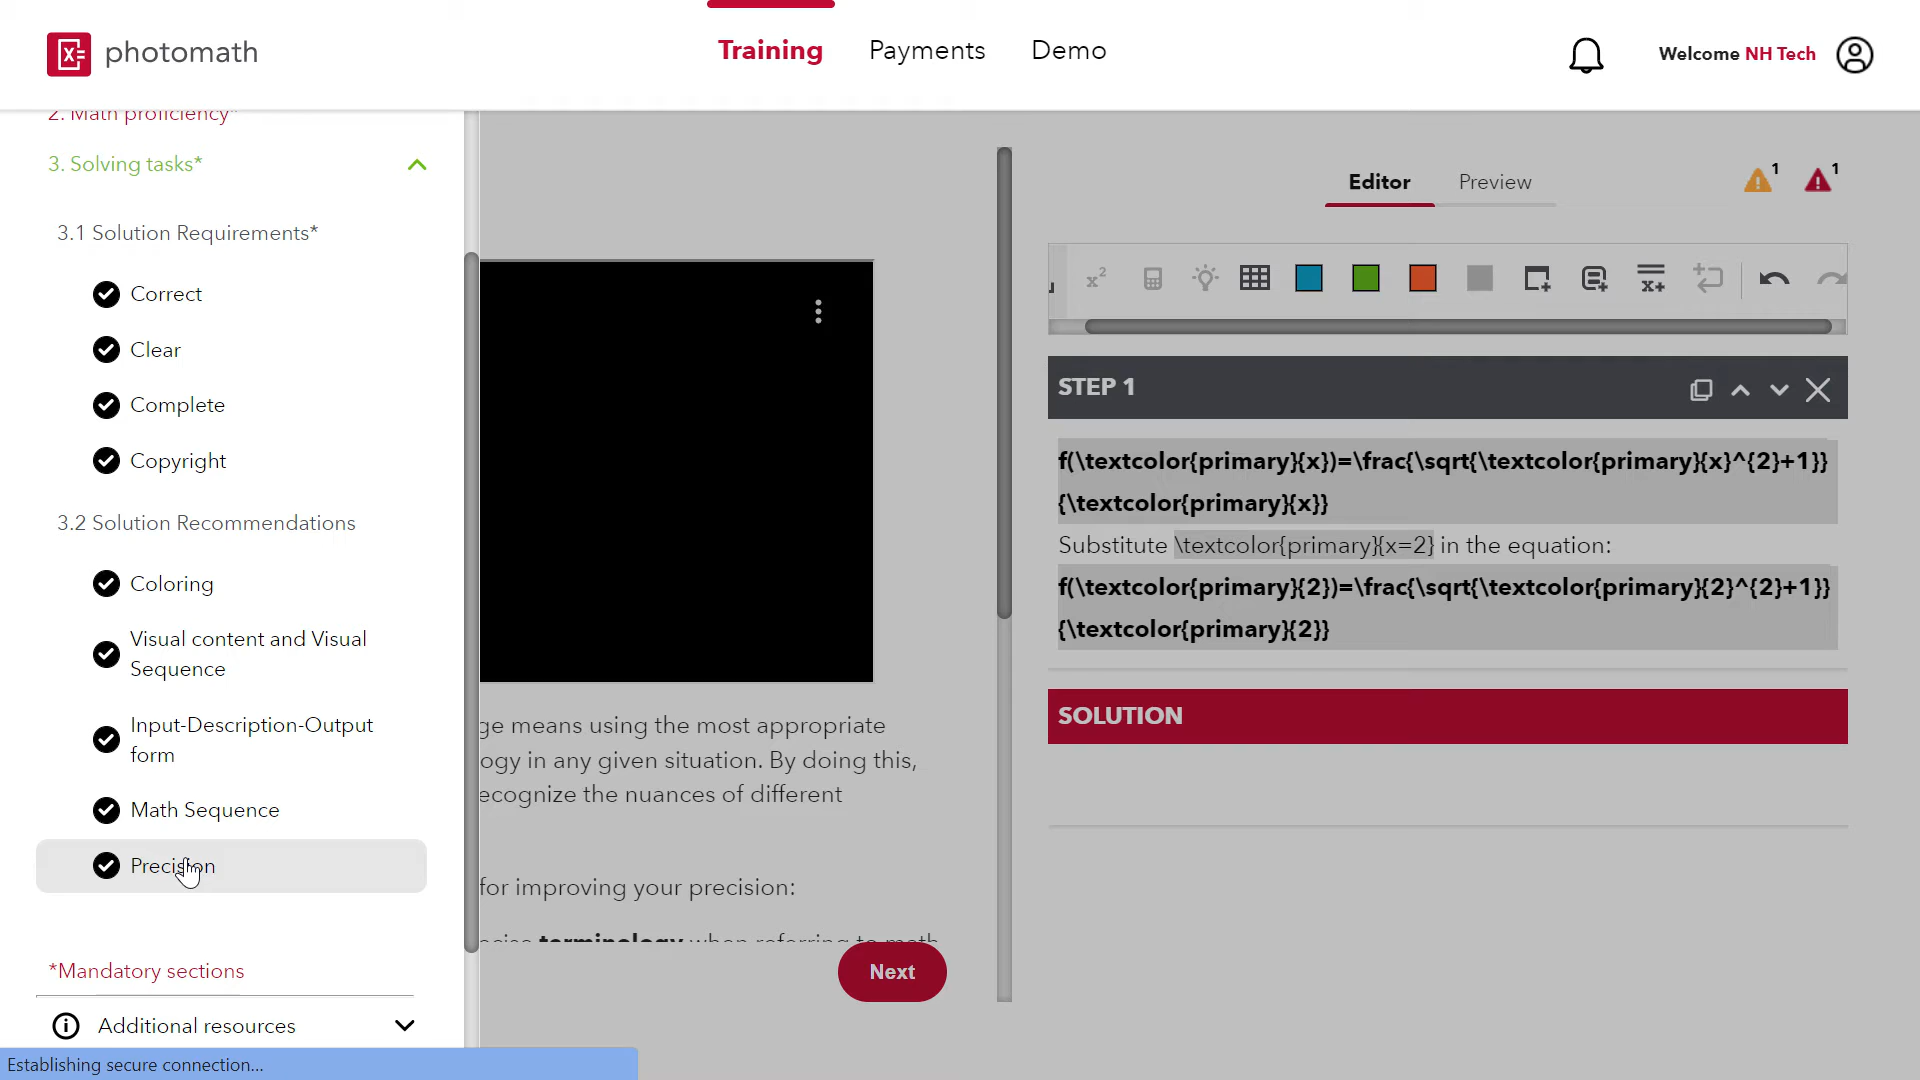 photomath
Training
Payments
Demo
Welcome NH Tech
2. Math proficiency*
3. Solving tasks*
3.1 Solution Requirements*
Correct
Clear
Complete
Copyright
3.2 Solution Recommendations
Coloring
Visual content and Visual
Sequence
Input-Description-Output
form
Math Sequence
Precision
*Mandatory sections
Additional resources
Establishing secure connection...
ge means using the most appropriate
ogy in any given situation. By doing this,
ecognize the nuances of different
for improving your precision:
terminology when referring to math
Next
Editor
Preview
1
1
STEP 1
f(\textcolor{primary}{x})=\frac{\sqrt{\textcolor{primary}{x}^{2}+1}}
{\textcolor{primary}{x}}
Substitute \textcolor{primary}{x=2} in the equation:
f(\textcolor{primary}{2})=\frac{\sqrt{\textcolor{primary}{2}^{2}+1}}
{\textcolor{primary}{2}}
SOLUTION